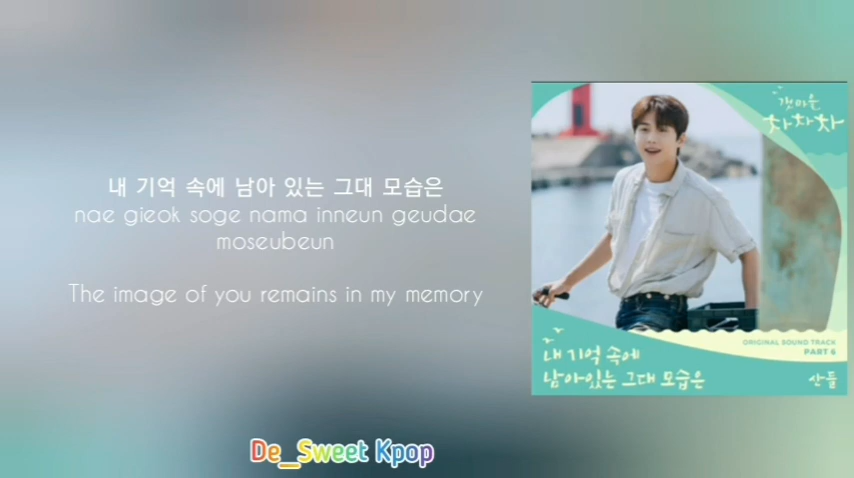 내 기억 속에 남아 있는 그대 모습은
nae gieok soge nama inneun geudae
moseubeun
The image of you remains in my memory
갯마을
차차차
ORIGINAL SOUND TRACK
PART 6
내 기억 속에
남아있는 그대 모습은
산들
De_Sweet Kpop